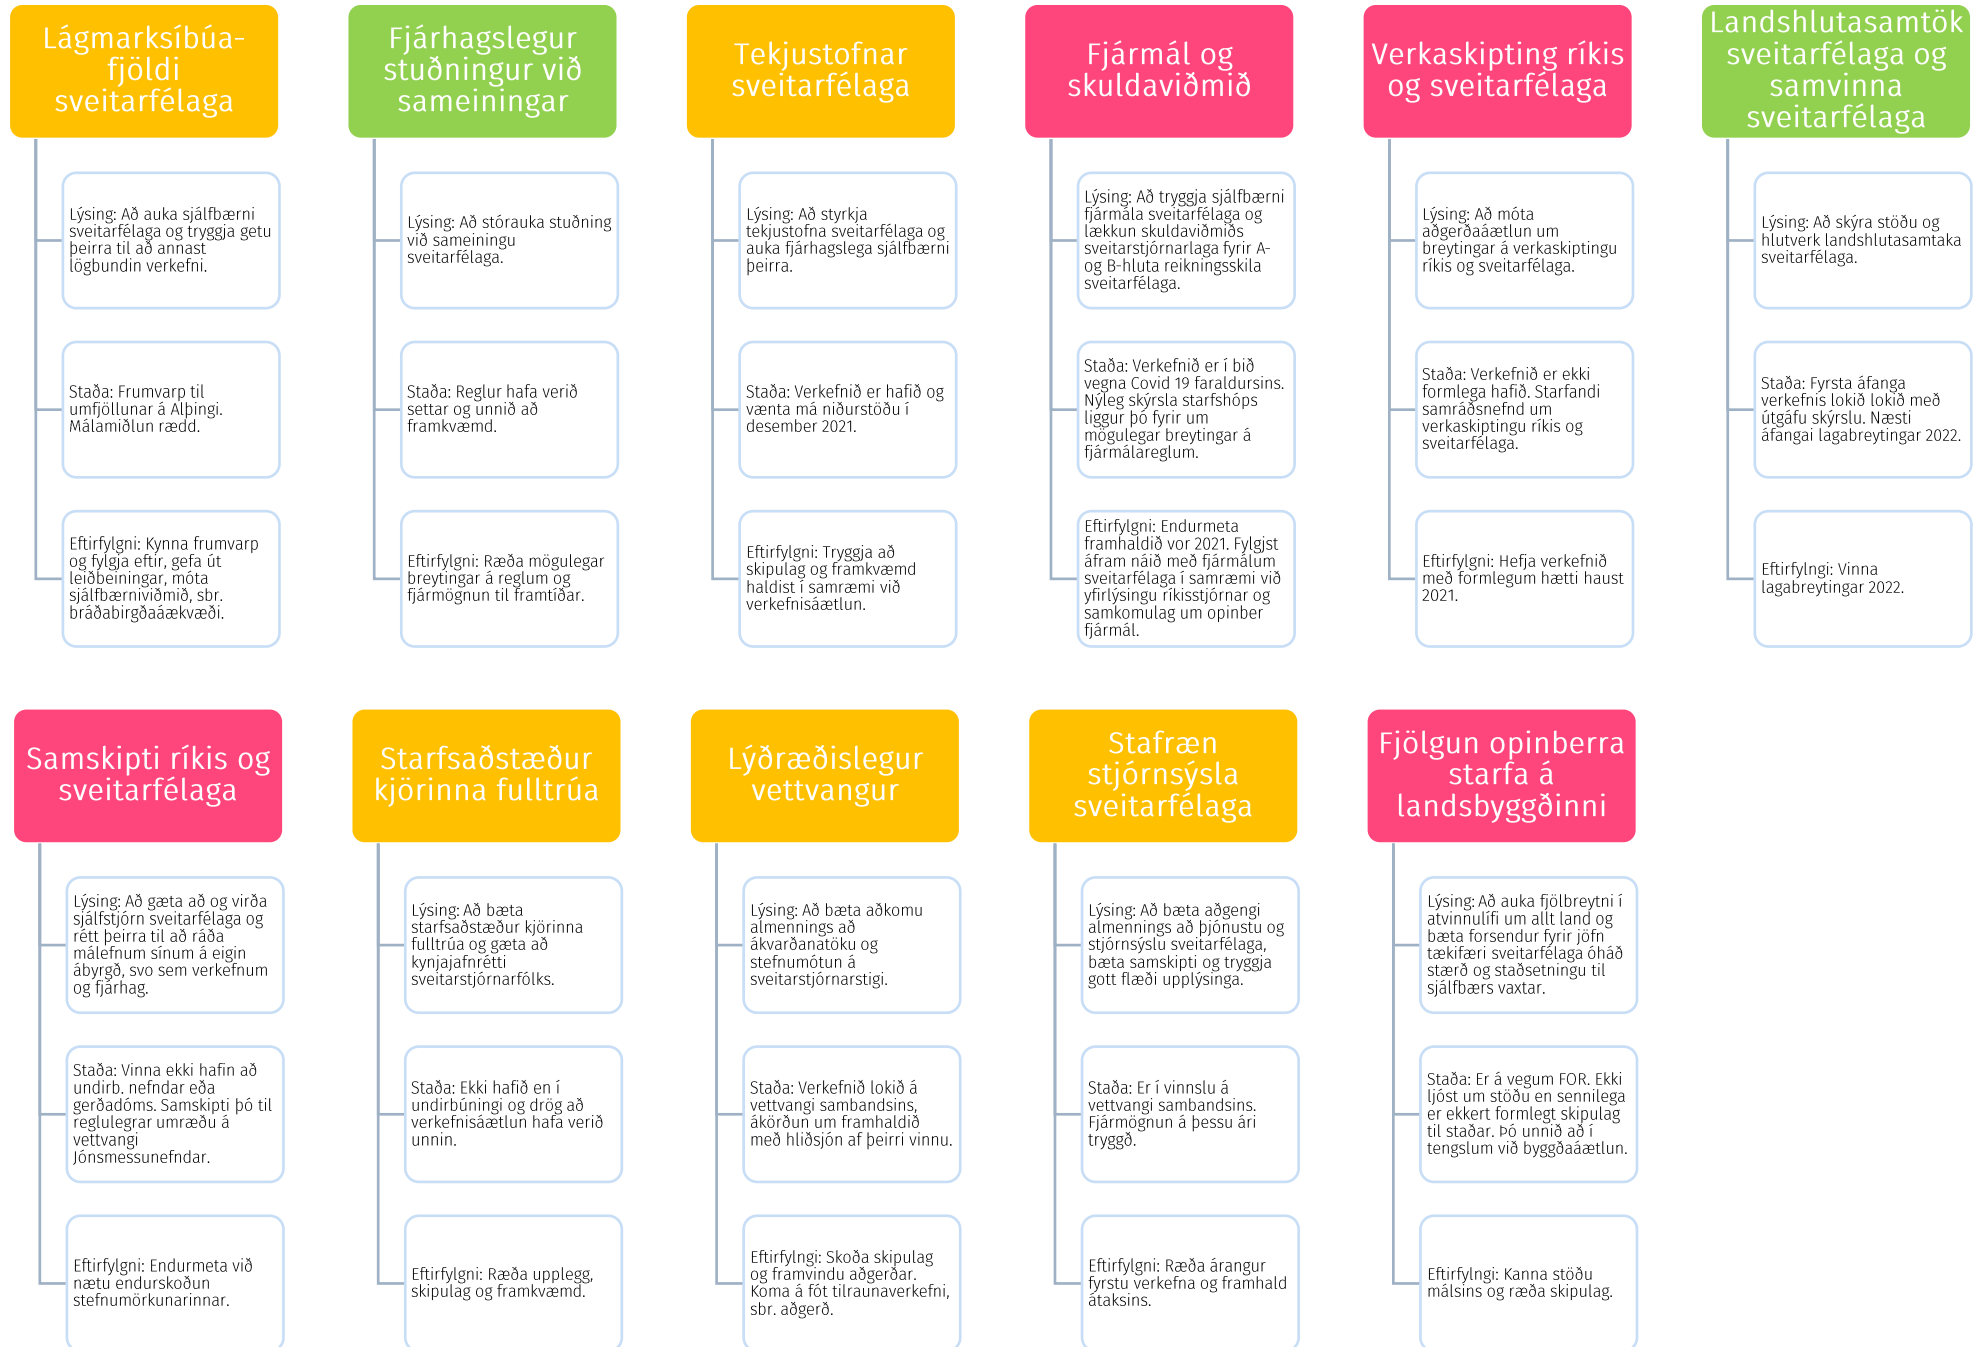 Lágmarksíbúa-
fjöldi
sveitarfélaga
Lýsing: Að auka sjálfbærni
sveitarfélaga og tryggja getu
þeirra til að annast
lögbundin verkefni.
Staða: Frumvarp til
umfjöllunar á Alþingi.
Málamiðlun rædd.
Eftirfylgni: Kynna frumvarp
og fylgja eftir, gefa út
leiðbeiningar, móta
sjálfbærniviðmið, sbr.
bráðabirgðaáækvæði.
Fjárhagslegur
stuðningur við
sameiningar
Lýsing: Að stórauka stuðning
við sameiningu
sveitarfélaga.
Staða: Reglur hafa verið
settar og unnið að
framkvæmd.
Eftirfylgni: Ræða mögulegar
breytingar á reglum og
fjármögnun til framtíðar.
Tekjustofnar
sveitarfélaga
Lýsing: Að styrkja
tekjustofna sveitarfélaga og
auka fjárhagslega sjálfbærni
þeirra.
Staða: Verkefnið er hafið og
vænta má niðurstöðu í
desember 2021.
Eftirfylgni: Tryggja að
skipulag og framkvæmd
haldist í samræmi við
verkefnisáætlun.
Fjármál og
skuldaviðmið
Lýsing: Að tryggja sjálfbærni
fjármála sveitarfélaga og
lækkun skuldaviðmiðs
sveitarstjórnarlaga fyrir A-
og B-hluta reikningsskila
sveitarfélaga.
Staða: Verkefnið er í bið
vegna Covid 19 faraldursins.
Nýleg skýrsla starfshóps
liggur þó fyrir um
mögulegar breytingar á
fjármálareglum.
Eftirfylgni: Endurmeta
framhaldið vor 2021. Fylgjst
áfram náið með fjármálum
sveitarfélaga í samræmi við
yfirlýsingu ríkisstjórnar og
samkomulag um opinber
fjármál.
Verkaskipting ríkis
og sveitarfélaga
Lýsing: Að móta
aðgerðaáætlun um
breytingar á verkaskiptingu
ríkis og sveitarfélaga.
Staða: Verkefnið er ekki
formlega hafið. Starfandi
samráðsnefnd um
verkaskiptingu ríkis og
sveitarfélaga.
Eftirfylgni: Hefja verkefnið
með formlegum hætti haust
2021.
Landshlutasamtök
sveitarfélaga og
samvinna
sveitarfélaga
Lýsing: Að skýra stöðu og
hlutverk landshlutasamtaka
sveitarfélaga.
Staða: Fyrsta áfanga
verkefnis lokið lokið með
útgáfu skýrslu. Næsti
áfangai lagabreytingar 2022.
Eftirfylngi: Vinna
lagabreytingar 2022.
Samskipti ríkis og
sveitarfélaga
Lýsing: Að gæta að og virða
sjálfstjórn sveitarfélaga og
rétt þeirra til að ráða
málefnum sínum á eigin
ábyrgð, svo sem verkefnum
og fjárhag.
Staða: Vinna ekki hafin að
undirb. nefndar eða
gerðadóms. Samskipti þó til
reglulegrar umræðu á
vettvangi
Jónsmessunefndar.
Eftirfylgni: Endurmeta við
nætu endurskoðun
stefnumörkunarinnar.
Starfsaðstæður
kjörinna fulltrúa
Lýsing: Að bæta
starfsaðstæður kjörinna
fulltrúa og gæta að
kynjajafnrétti
sveitarstjórnarfólks.
Staða: Ekki hafið en í
undirbúningi og drög að
verkefnisáætlun hafa verið
unnin.
Eftirfylgni: Ræða upplegg,
skipulag og framkvæmd.
Lýðræðislegur
vettvangur
Lýsing: Að bæta aðkomu
almennings að
ákvarðanatöku og
stefnumótun á
sveitarstjórnarstigi.
Staða: Verkefnið lokið á
vettvangi sambandsins,
ákörðun um framhaldið
með hliðsjón af þeirri vinnu.
Eftirfylngi: Skoða skipulag
og framvindu aðgerðar.
Koma á fót tilraunaverkefni,
sbr. aðgerð.
Stafræn
stjórnsýsla
sveitarfélaga
Lýsing: Að bæta aðgengi
almennings að þjónustu og
stjórnsýslu sveitarfélaga,
bæta samskipti og tryggja
gott flæði upplýsinga.
Staða: Er í vinnslu á
vettvangi sambandsins.
Fjármögnun á þessu ári
tryggð.
Eftirfylgni: Ræða árangur
fyrstu verkefna og framhald
átaksins.
Fjölgun opinberra
starfa á
landsbyggðinni
Lýsing: Að auka fjölbreytni í
atvinnulífi um allt land og
bæta forsendur fyrir jöfn
tækifæri sveitarfélaga óháð
stærð og staðsetningu til
sjálfbærs vaxtar.
Staða: Er á vegum FOR. Ekki
ljóst um stöðu en sennilega
er ekkert formlegt skipulag
til staðar. Þó unnið að í
tengslum við byggðaáætlun.
Eftirfylngi: Kanna stöðu
málsins og ræða skipulag.